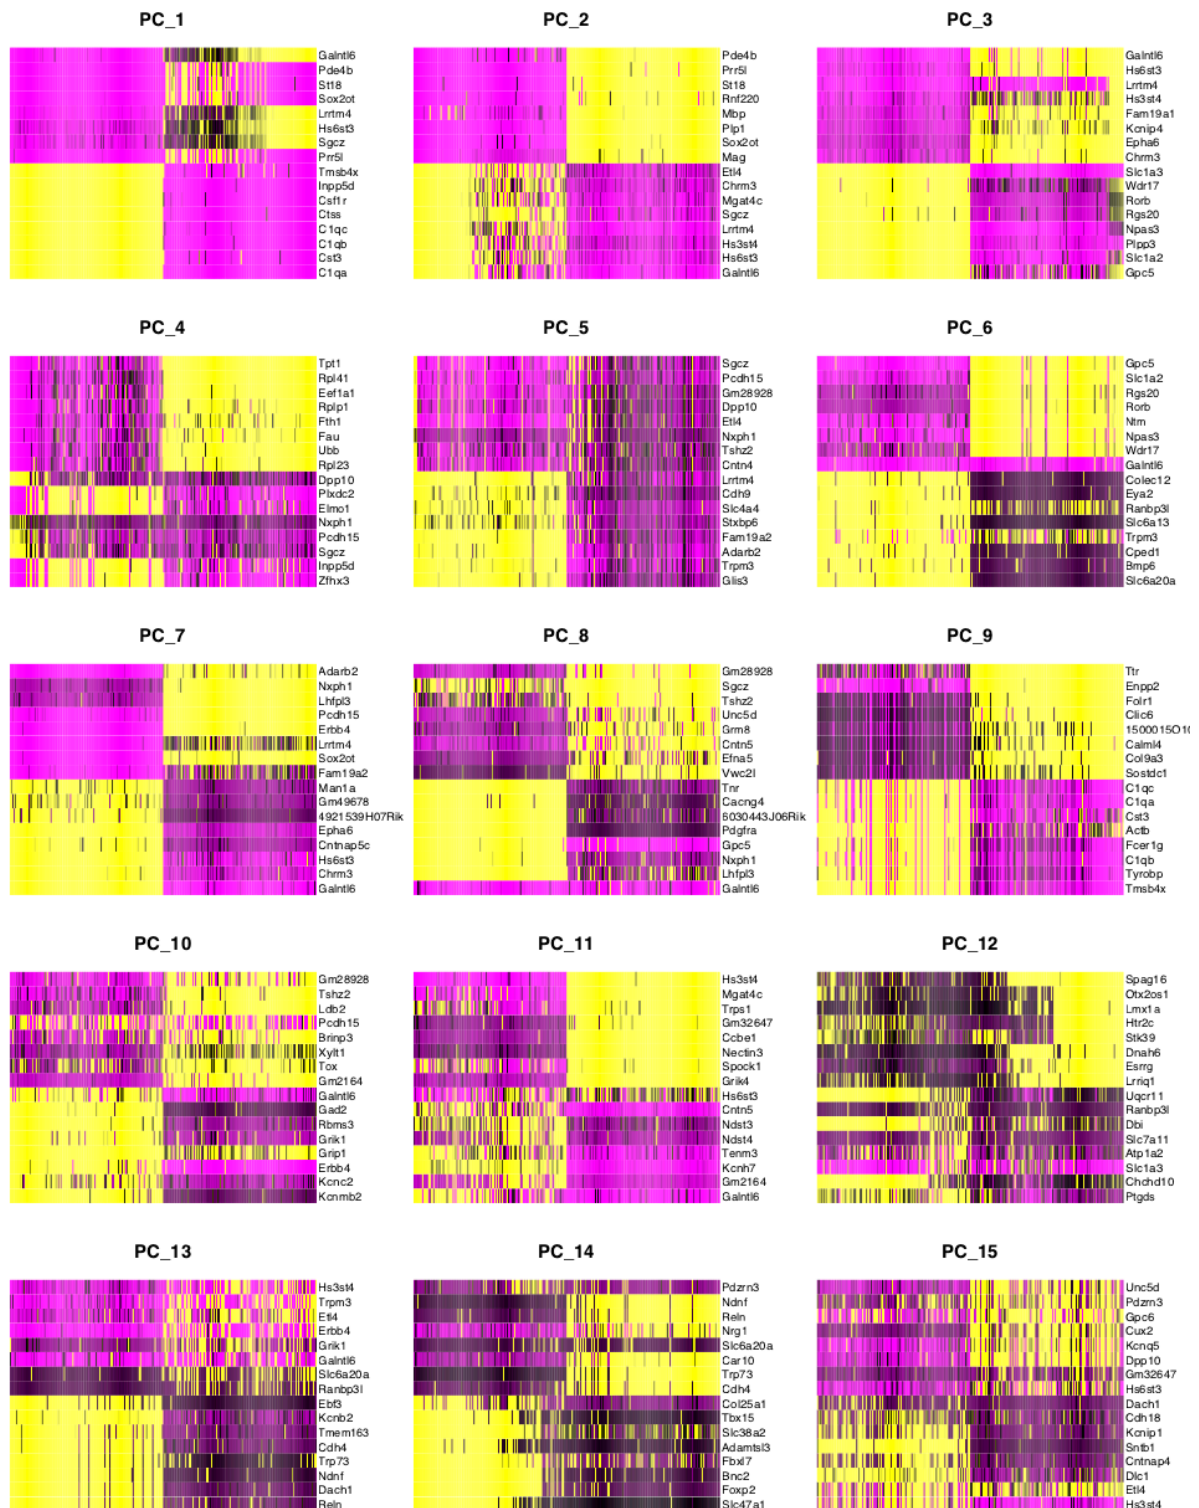 PC_1
Galntl6
Pde4b
St18
Sox2ot
Lrrtm4
Hs6st3
Sgcz
Prr5l
Tmsb4x
Inpp5d
Csf1r
Ctss
C1qc
C1qb
Cst3
C1qa
PC_2
Pde4b
Prr5l
St18
Rnf220
Mbp
Plp1
Sox2ot
Mag
Etl4
Chrm3
Mgat4c
Sgcz
Lrrtm4
Hs3st4
Hs6st3
Galntl6
PC_3
Galntl6
Hs6st3
Lrrtm4
Hs3st4
Fam19a1
Kcnip4
Epha6
Chrm3
Slc1a3
Wdr17
Rorb
Rgs20
Npas3
Plpp3
Slc1a2
Gpc5
PC_4
Tpt1
Rpl41
Eef1a1
Rplp1
Fth1
Fau
Ubb
Rpl23
Dpp10
Plxdc2
Elmo1
Nxph1
Pcdh15
Sgcz
Inpp5d
Zfhx3
PC_5
Sgcz
Pcdh15
Gm28928
Dpp10
Etl4
Nxph1
Tshz2
Cntn4
Lrrtm4
Cdh9
Slc4a4
Stxbp6
Fam19a2
Adarb2
Trpm3
Glis3
PC_6
Gpc5
Slc1a2
Rgs20
Rorb
Ntm
Npas3
Wdr17
Galntl6
Colec12
Eya2
Ranbp3l
Slc6a13
Trpm3
Cped1
Bmp6
Slc6a20a
PC_7
Adarb2
Nxph1
Lhfpl3
Pcdh15
Erbb4
Lrrtm4
Sox2ot
Fam19a2
Man1a
Gm49678
4921539H07Rik
Epha6
Cntnap5c
Hs6st3
Chrm3
Galntl6
PC_8
Gm28928
Sgcz
Tshz2
Unc5d
Grm8
Cntn5
Efna5
Vwc2l
Tnr
Cacng4
6030443J06Rik
Pdgfra
Gpc5
Nxph1
Lhfpl3
Galntl6
PC_9
Ttr
Enpp2
Folr1
Clic6
1500015O10
Calml4
Col9a3
Sostdc1
C1qc
C1qa
Cst3
Actb
Fcer1g
C1qb
Tyrobp
Tmsb4x
PC_10
Gm28928
Tshz2
Ldb2
Pcdh15
Brinp3
Xylt1
Tox
Gm2164
Galntl6
Gad2
Rbms3
Grik1
Grip1
Erbb4
Kcnc2
Kcnmb2
PC_11
Hs3st4
Mgat4c
Trps1
Gm32647
Ccbe1
Nectin3
Spock1
Grik4
Hs6st3
Cntn5
Ndst3
Ndst4
Tenm3
Kcnh7
Gm2164
Galntl6
PC_12
Spag16
Otx2os1
Lmx1a
Htr2c
Stk39
Dnah6
Esrrg
Lrriq1
Uqcr11
Ranbp3l
Dbi
Slc7a11
Atp1a2
Slc1a3
Chchd10
Ptgds
PC_13
Hs3st4
Trpm3
Etl4
Erbb4
Grik1
Galntl6
Slc6a20a
Ranbp3l
Ebf3
Kcnb2
Tmem163
Cdh4
Trp73
Ndnf
Dach1
Reln
PC_14
Pdzrn3
Ndnf
Reln
Nrg1
Slc6a20a
Car10
Trp73
Cdh4
Col25a1
Tbx15
Slc38a2
Adamtsl3
Fbxl7
Bnc2
Foxp2
Slc47a1
PC_15
Unc5d
Pdzrn3
Gpc6
Cux2
Kcnq5
Dpp10
Gm32647
Hs6st3
Dach1
Cdh18
Kcnip1
Sntb1
Cntnap4
Dlc1
Etl4
Hs3st4